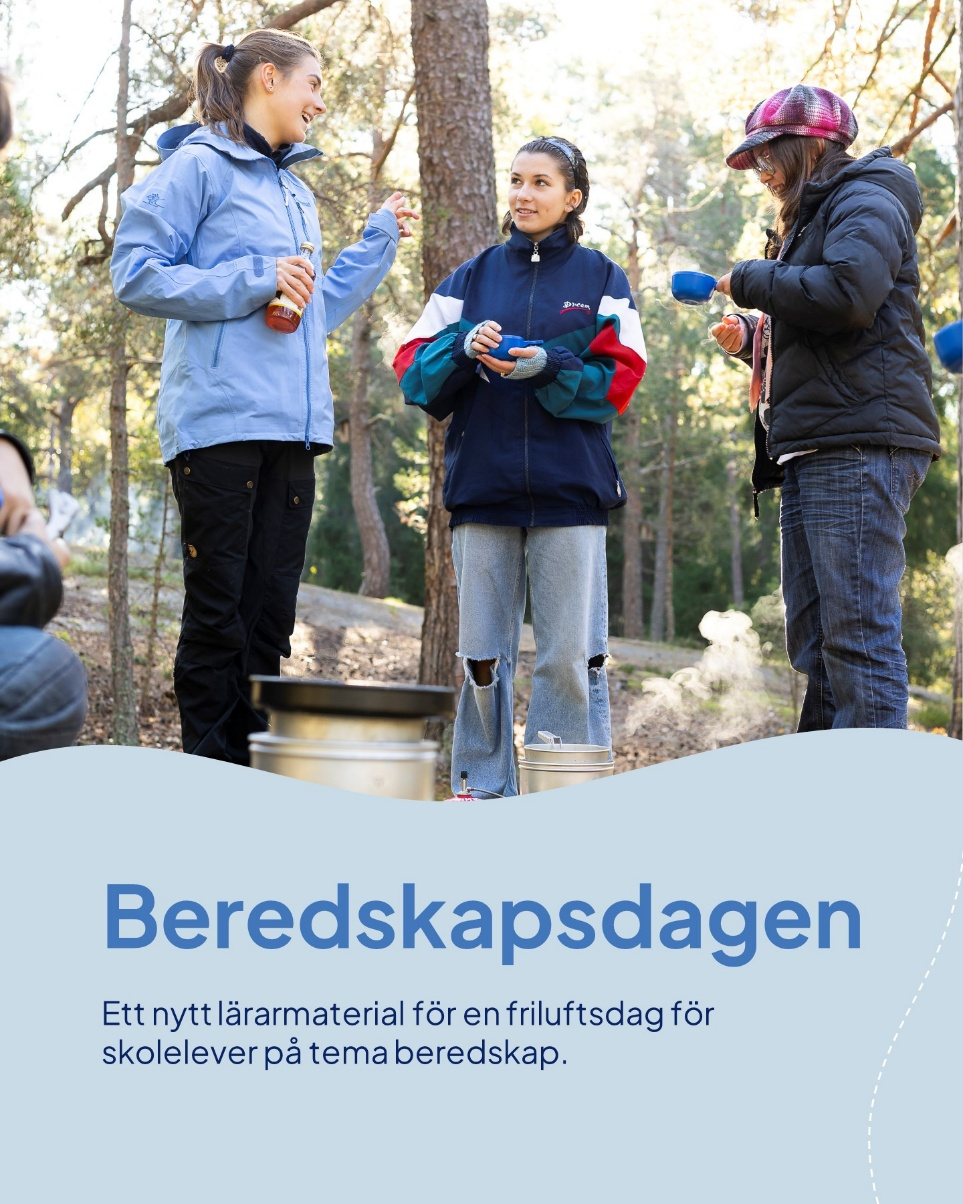 Beredskapsdagen
Ett nytt lärarmaterial för en friluftsdag för
skolelever på tema beredskap.